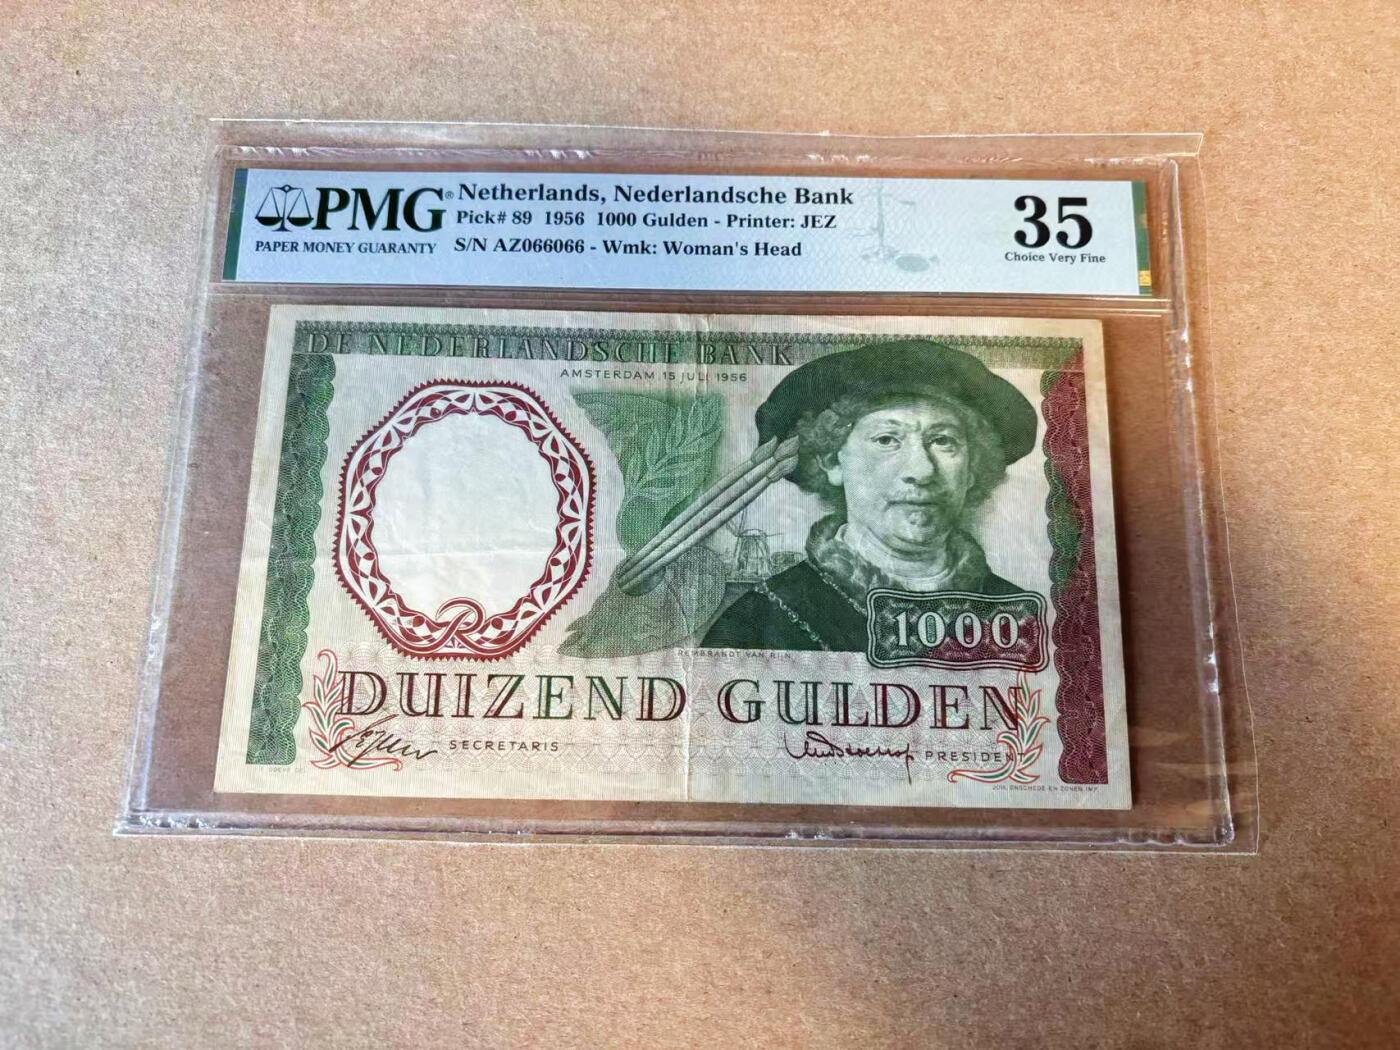 PMG®
PAPER MONEY GUARANTY
Netherlands, Nederlandsche Bank
Pick# 89 1956 1000 Gulden - Printer: JEZ
S/N AZ066066 - Wmk: Woman's Head
35
Choice Very Fine
DE NEDERLANDSCHE BANK
AMSTERDAM 15 JULI 1956
REMBRANDT VAN RIJN
1000
DUIZEND GULDEN
SECRETARIS
PRESIDENT
JOH. ENSCHEDE EN ZONEN IMP.